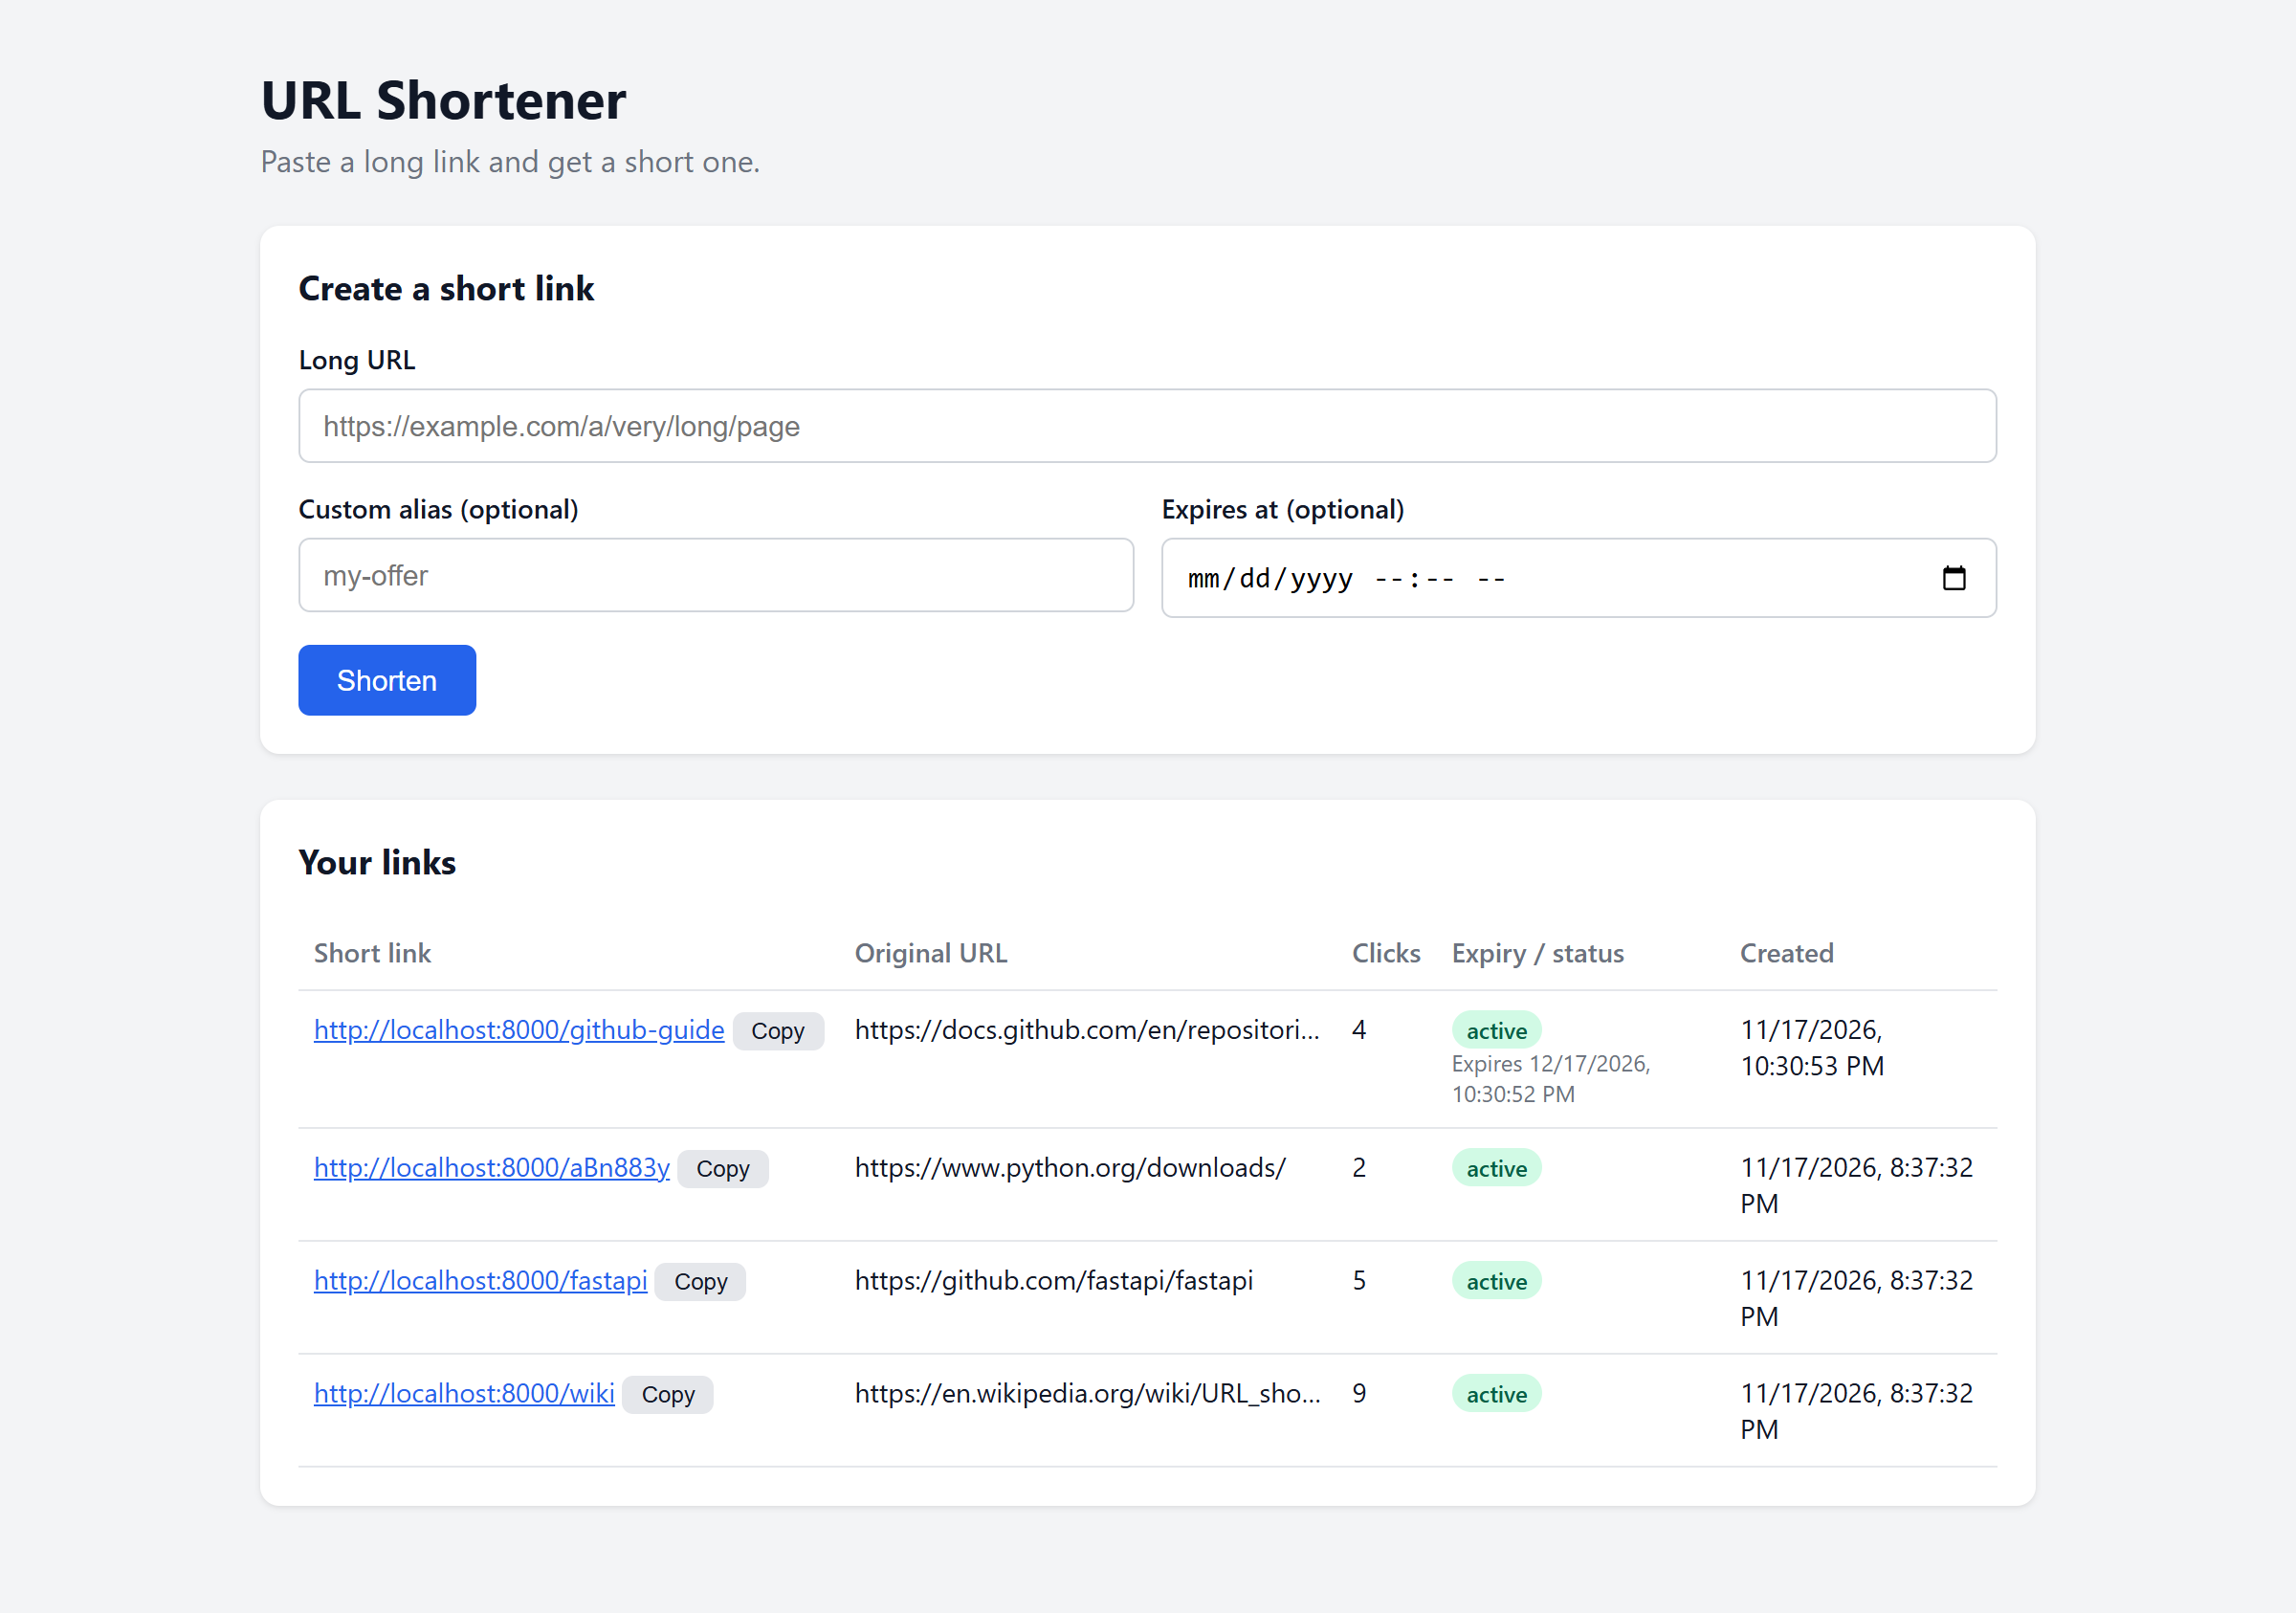 URL Shortener
Paste a long link and get a short one.
Create a short link
Long URL
https://example.com/a/very/long/page
Custom alias (optional)
Expires at (optional)
my-offer
mm/dd/yyyy --:-- --
Shorten
Your links
Short link Original URL Clicks Expiry / status Created
http://localhost:8000/github-guide Copy https://docs.github.com/en/repositori... 4 active 11/17/2026,
Expires 12/17/2026,
10:30:53 PM
10:30:52 PM
http://localhost:8000/aBn883y Copy https://www.python.org/downloads/ 2 active 11/17/2026, 8:37:32
PM
http://localhost:8000/fastapi Copy https://github.com/fastapi/fastapi 5 active 11/17/2026, 8:37:32
PM
http://localhost:8000/wiki Copy https://en.wikipedia.org/wiki/URL_sho... 9 active 11/17/2026, 8:37:32
PM